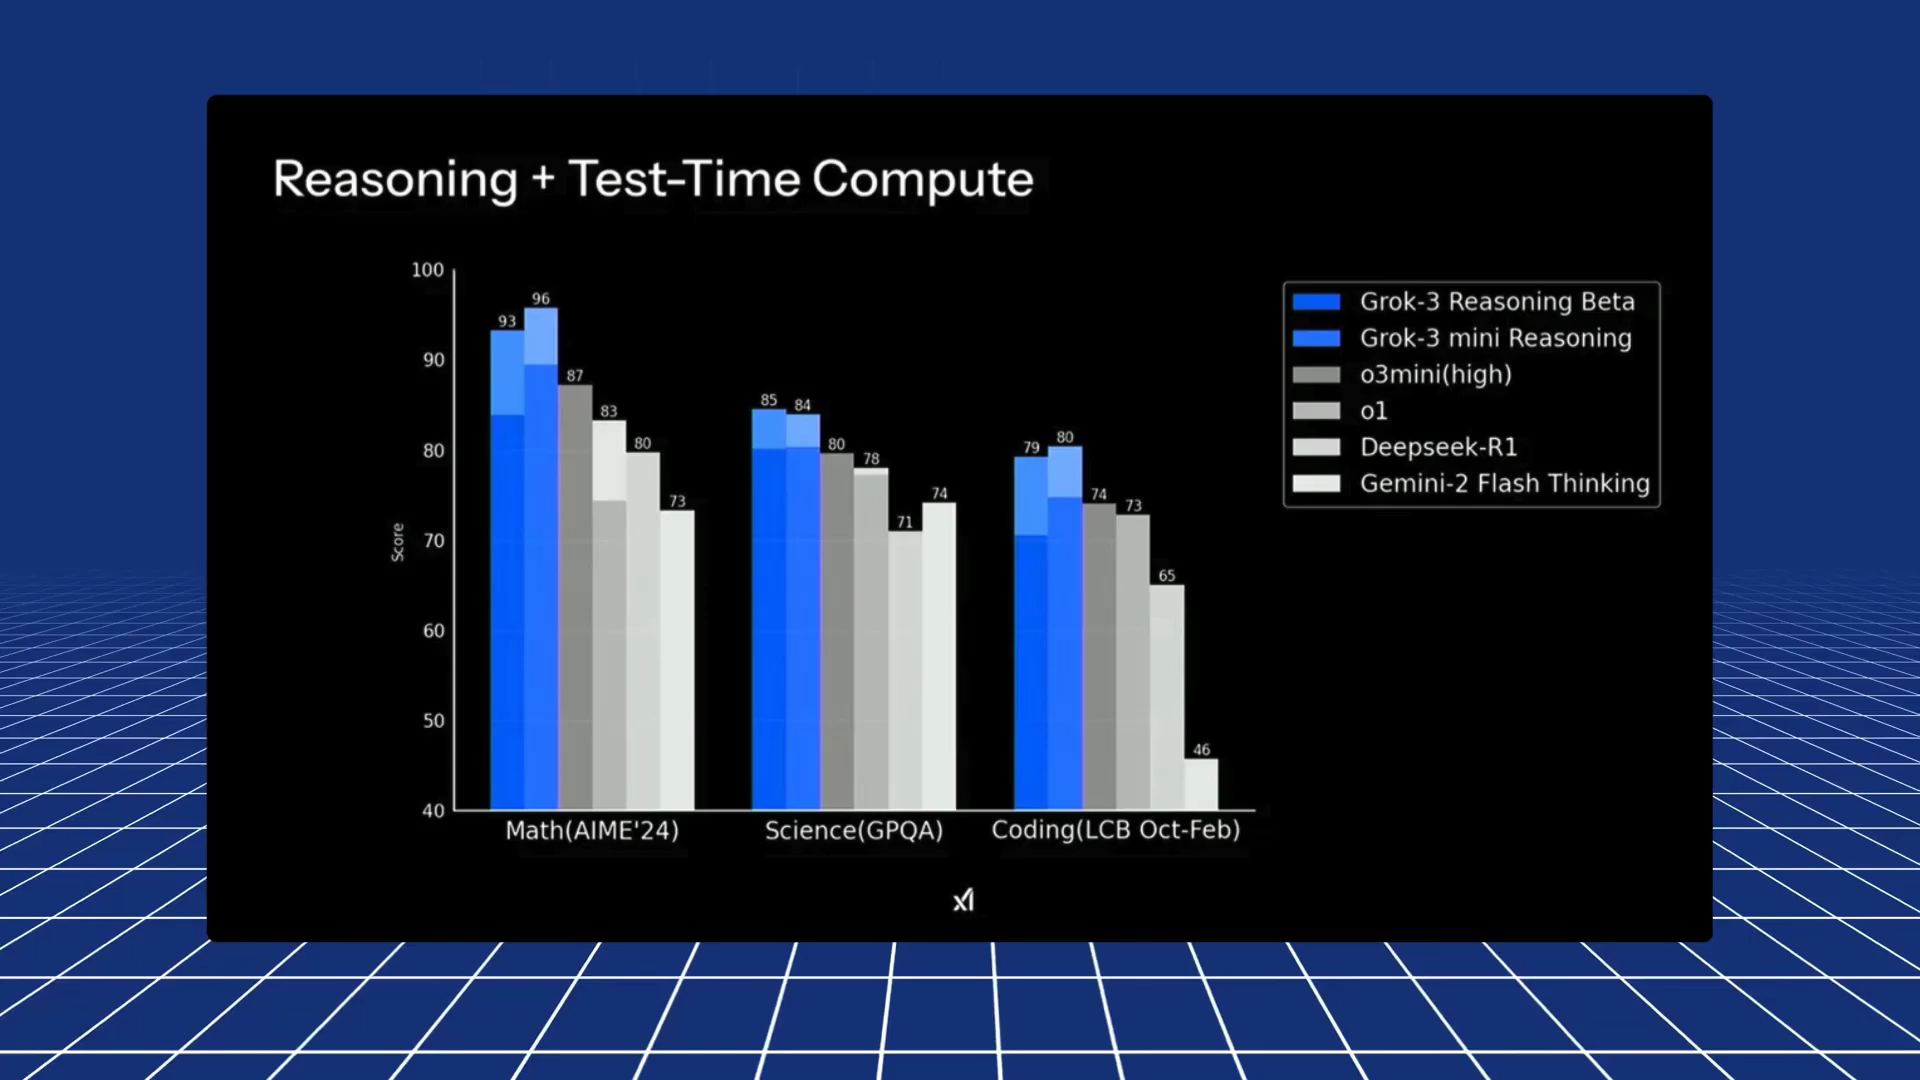 Reasoning + Test-Time Compute
100
90
80
70
60
50
40
Score
93
96
87
83
80
73
85
84
80
78
71
74
79
80
74
73
65
46
Math(AIME'24)
Science(GPQA)
Coding(LCB Oct-Feb)
Grok-3 Reasoning Beta
Grok-3 mini Reasoning
o3mini(high)
o1
Deepseek-R1
Gemini-2 Flash Thinking
xI